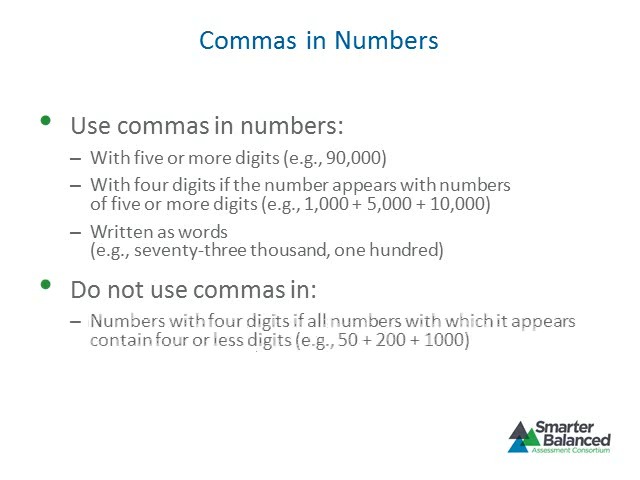 Commas in Numbers
• Use commas in numbers:
– With five or more digits (e.g., 90,000)
– With four digits if the number appears with numbers
of five or more digits (e.g., 1,000 + 5,000 + 10,000)
– Written as words
(e.g., seventy-three thousand, one hundred)
• Do not use commas in:
– Numbers with four digits if all numbers with which it appears
contain four or less digits (e.g., 50 + 200 + 1000)
Smarter
Balanced
Assessment Consortium